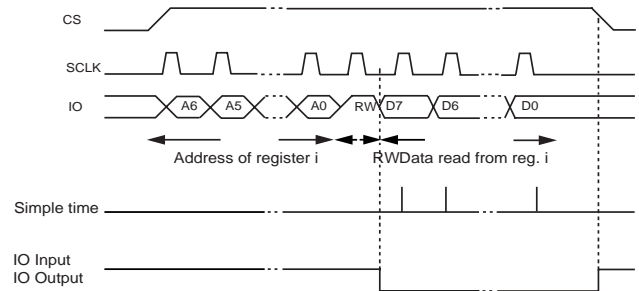 CS
SCLK
IO A6 A5 A0 RW D7 D6 D0
Address of register i RWData read from reg. i
Simple time
IO Input
IO Output